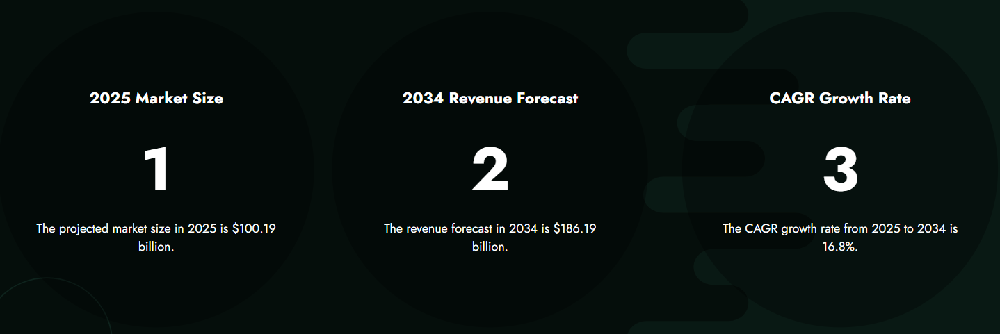 2025 Market Size
1
The projected market size in 2025 is $100.19
billion.
2034 Revenue Forecast
2
The revenue forecast in 2034 is $186.19
billion.
CAGR Growth Rate
3
The CAGR growth rate from 2025 to 2034 is
16.8%.